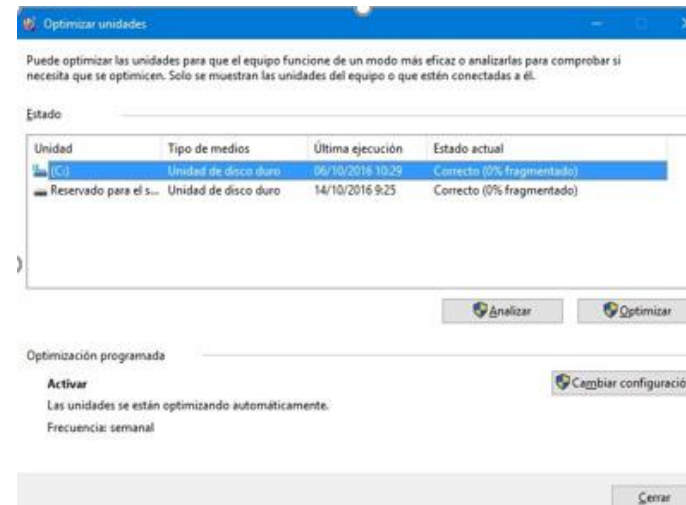 Optimizar unidades
Puede optimizar las unidades para que el equipo funcione de un modo más eficaz o analizarlas para comprobar si
necesita que se optimicen. Solo se muestran las unidades del equipo o que estén conectadas a él.
Estado
Unidad Tipo de medios Última ejecución Estado actual
(C:) Unidad de disco duro 06/10/2016 10:29 Correcto (0% fragmentado)
Reservado para el s... Unidad de disco duro 14/10/2016 9:25 Correcto (0% fragmentado)
Analizar Optimizar
Optimización programada
Activar Cambiar configuració
Las unidades se están optimizando automáticamente.
Frecuencia: semanal
Cerrar